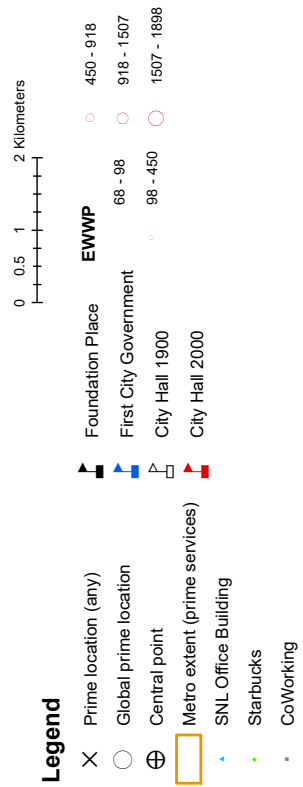 Legend
Prime location (any)
Global prime location
Central point
Metro extent (prime services)
SNL Office Building
Starbucks
CoWorking
Foundation Place
First City Government
City Hall 1900
City Hall 2000
0 0.5 1 2 Kilometers
EWWP
68 - 98
98 - 450
450 - 918
918 - 1507
1507 - 1898